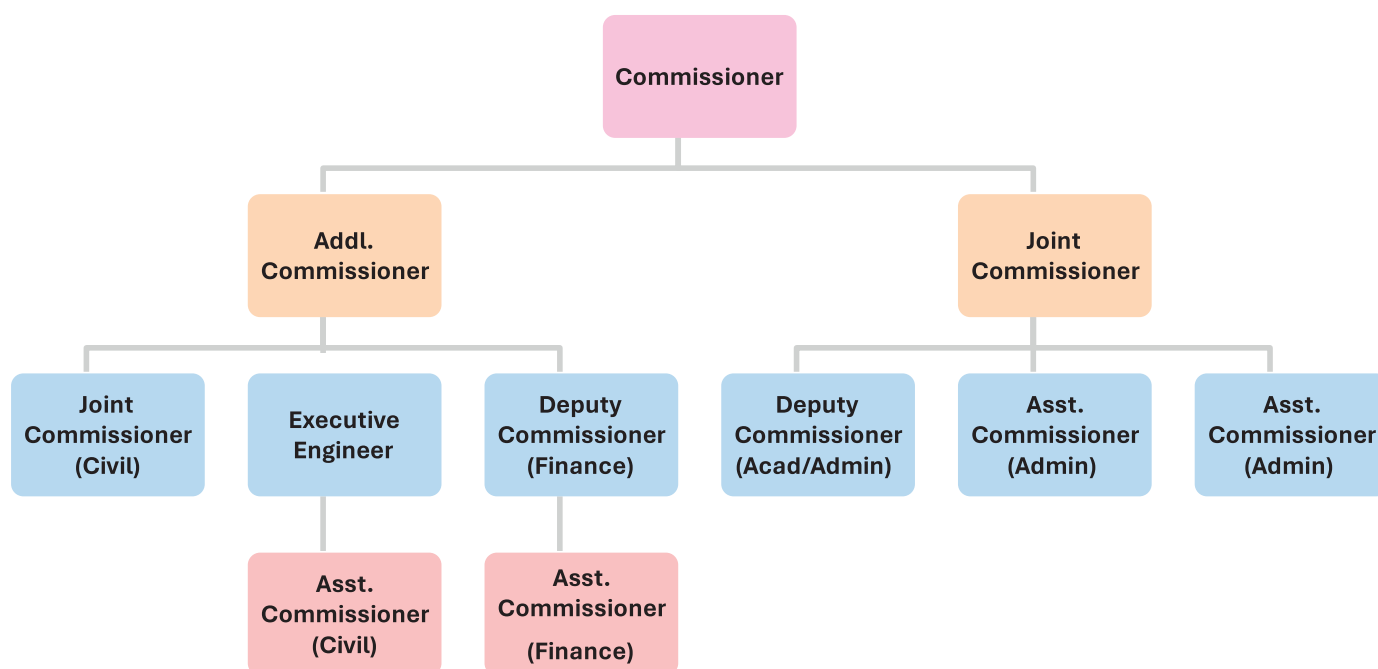 Commissioner
Addl.
Commissioner
Joint
Commissioner
Joint
Commissioner
(Civil)
Executive
Engineer
Deputy
Commissioner
(Finance)
Deputy
Commissioner
(Acad/Admin)
Asst.
Commissioner
(Admin)
Asst.
Commissioner
(Admin)
Asst.
Commissioner
(Civil)
Asst.
Commissioner
(Finance)